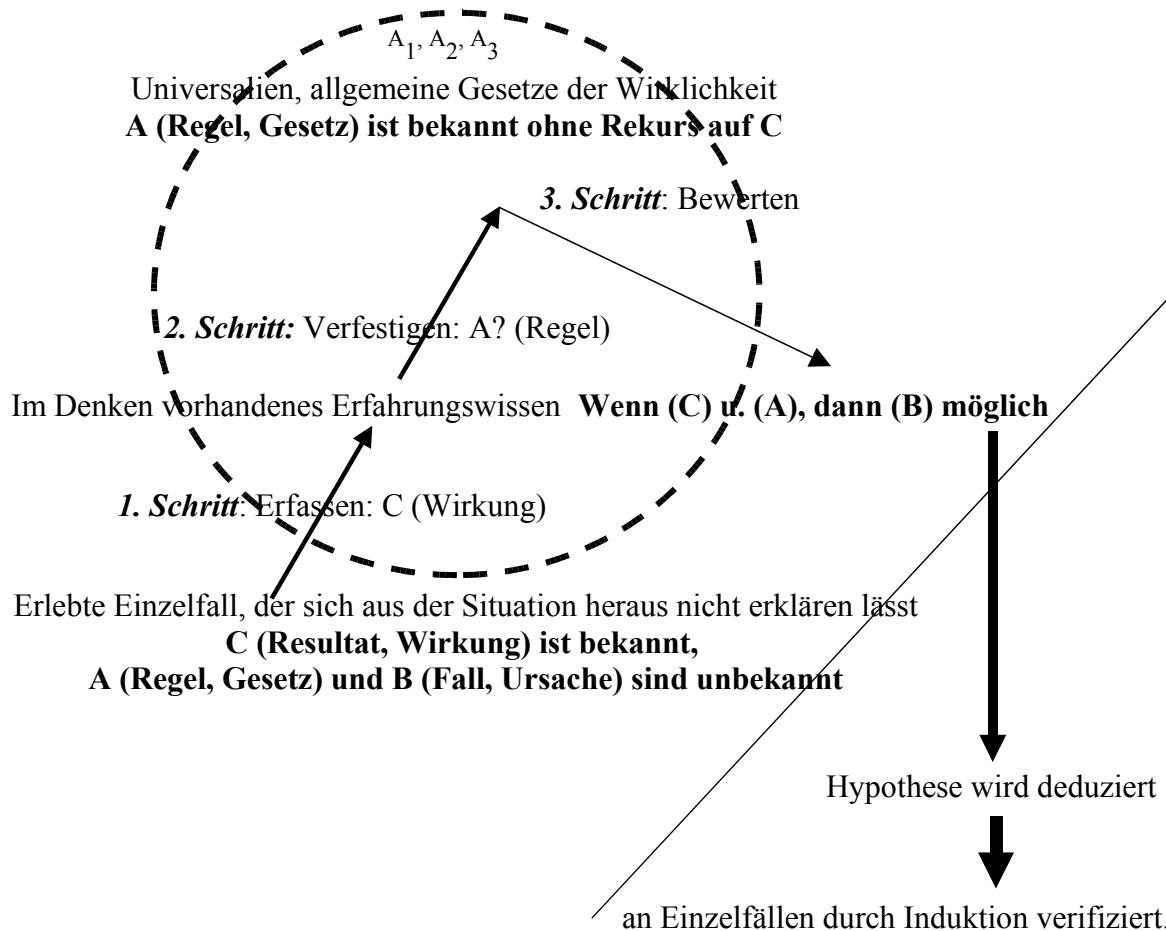 A1, A2, A3
Universalien, allgemeine Gesetze der Wirklichkeit
A (Regel, Gesetz) ist bekannt ohne Rekurs auf C
3. Schritt: Bewerten
2. Schritt: Verfestigen: A? (Regel)
Im Denken vorhandenes Erfahrungswissen Wenn (C) u. (A), dann (B) möglich
1. Schritt: Erfassen: C (Wirkung)
Erlebte Einzelfall, der sich aus der Situation heraus nicht erklären lässt
C (Resultat, Wirkung) ist bekannt,
A (Regel, Gesetz) und B (Fall, Ursache) sind unbekannt
Hypothese wird deduziert
an Einzelfällen durch Induktion verifiziert.